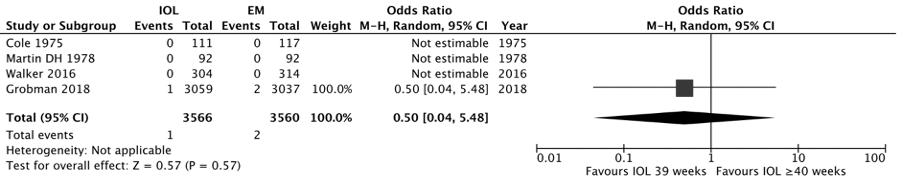 IOL EM Odds Ratio Odds Ratio
Study or Subgroup Events Total Events Total Weight M-H, Random, 95% CI Year M-H, Random, 95% CI
Cole 1975 0 111 0 117 Not estimable 1975
Martin DH 1978 0 92 0 92 Not estimable 1978
Walker 2016 0 304 0 314 Not estimable 2016
Grobman 2018 1 3059 2 3037 100.0% 0.50 [0.04, 5.48] 2018
Total (95% CI) 3566 3560 100.0% 0.50 [0.04, 5.48]
Total events 1 2
Heterogeneity: Not applicable
Test for overall effect: Z = 0.57 (P = 0.57)
0.01 0.1 1 10 100
Favours IOL 39 weeks Favours IOL ≥40 weeks